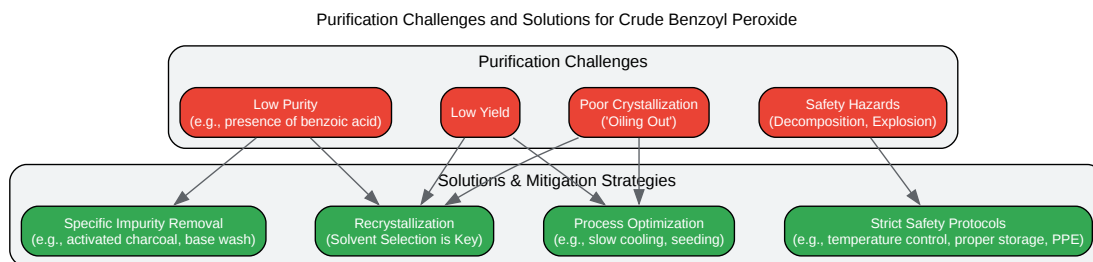 Purification Challenges and Solutions for Crude Benzoyl Peroxide
Purification Challenges
Low Purity
(e.g., presence of benzoic acid)
Low Yield
Poor Crystallization
('Oiling Out')
Safety Hazards
(Decomposition, Explosion)
Solutions & Mitigation Strategies
Specific Impurity Removal
(e.g., activated charcoal, base wash)
Recrystallization
(Solvent Selection is Key)
Process Optimization
(e.g., slow cooling, seeding)
Strict Safety Protocols
(e.g., temperature control, proper storage, PPE)